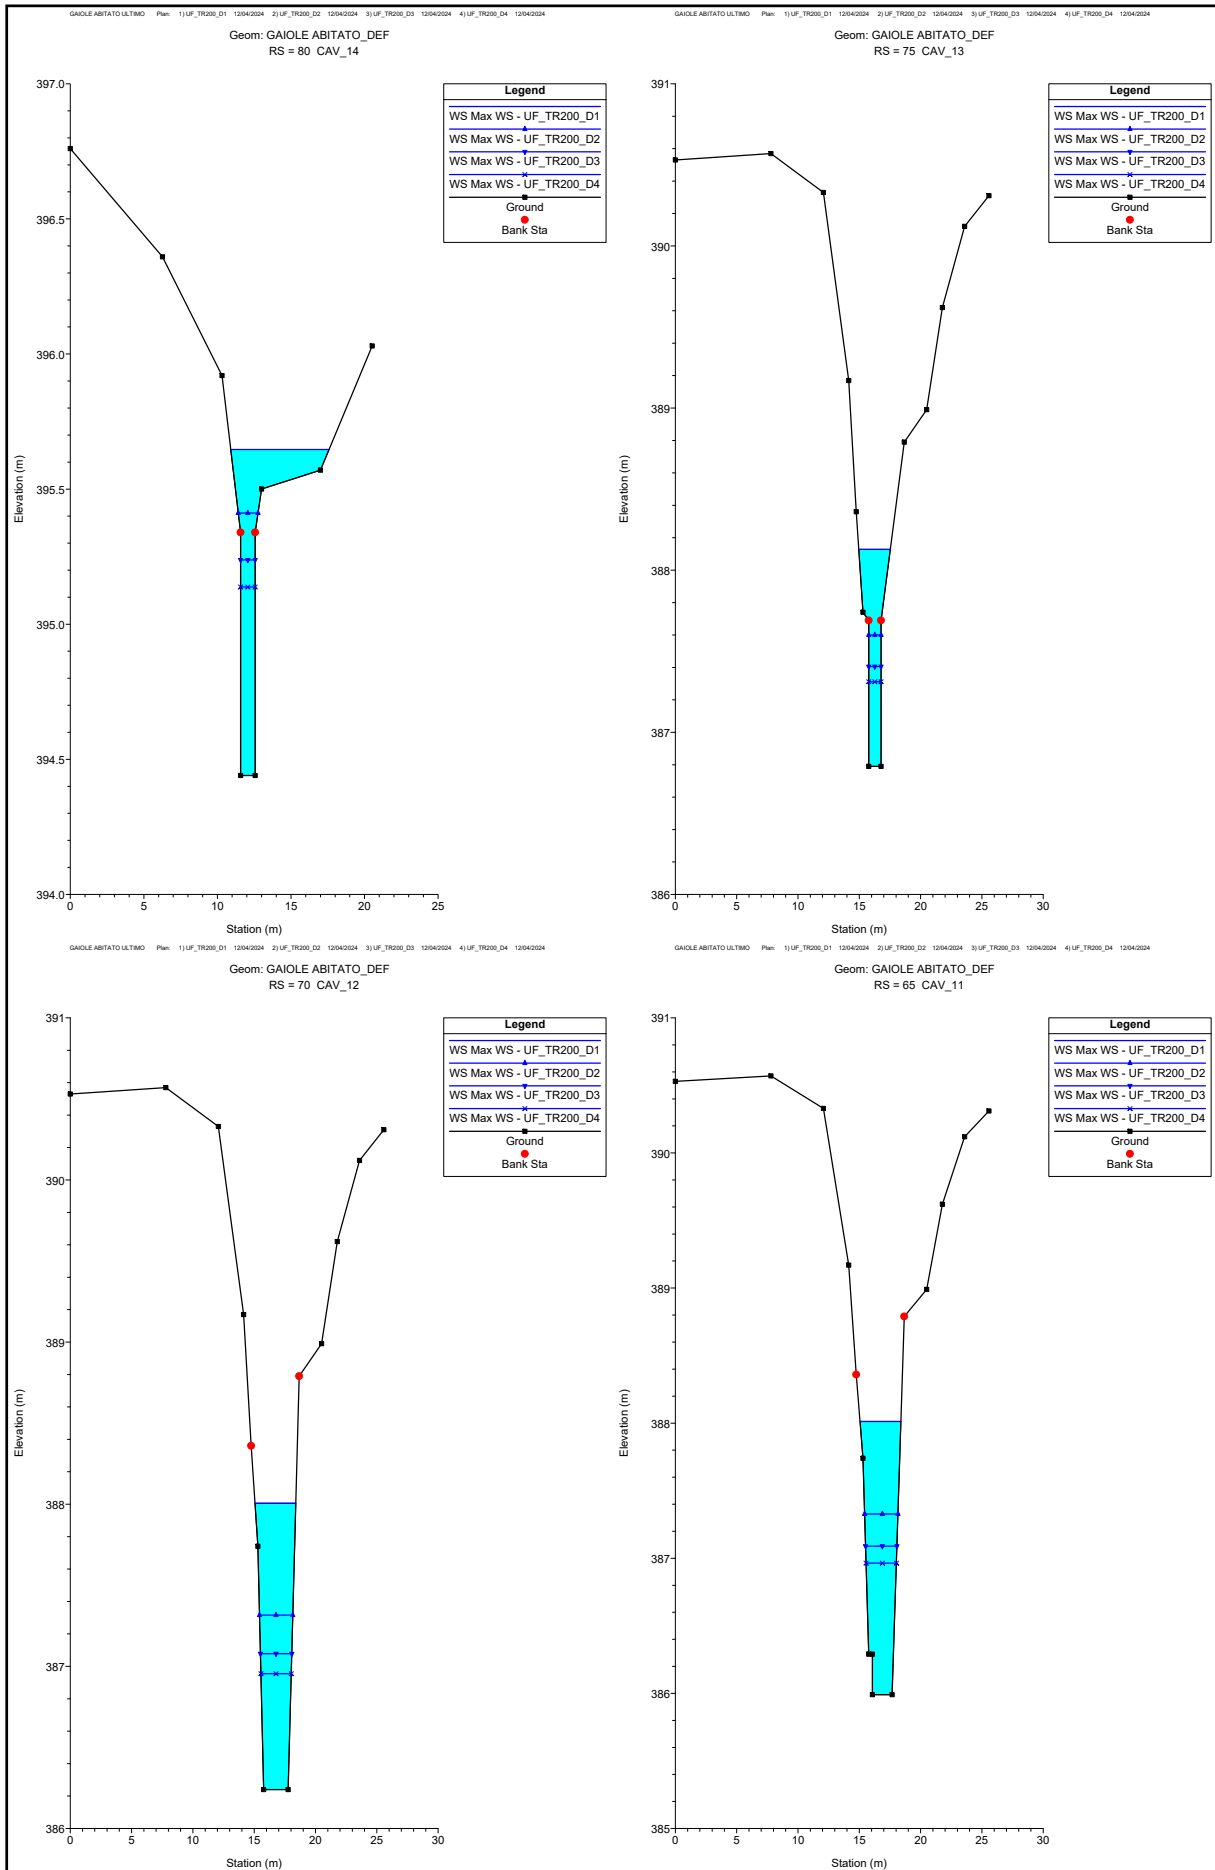 GAIOLE ABITATO ULTIMO Plan: 1) UF_TR200_D1 12/04/2024 2) UF_TR200_D2 12/04/2024 3) UF_TR200_D3 12/04/2024 4) UF_TR200_D4 12/04/2024
Geom: GAIOLE ABITATO_DEF
RS = 80 CAV_14
397.0
396.5
396.0
395.5
395.0
394.5
394.0
Elevation (m)
0 5 10 15 20 25
Station (m)
Legend
WS Max WS - UF_TR200_D1
WS Max WS - UF_TR200_D2
WS Max WS - UF_TR200_D3
WS Max WS - UF_TR200_D4
Ground
Bank Sta
GAIOLE ABITATO ULTIMO Plan: 1) UF_TR200_D1 12/04/2024 2) UF_TR200_D2 12/04/2024 3) UF_TR200_D3 12/04/2024 4) UF_TR200_D4 12/04/2024
Geom: GAIOLE ABITATO_DEF
RS = 75 CAV_13
391
390
389
388
387
386
Elevation (m)
0 5 10 15 20 25 30
Station (m)
Legend
WS Max WS - UF_TR200_D1
WS Max WS - UF_TR200_D2
WS Max WS - UF_TR200_D3
WS Max WS - UF_TR200_D4
Ground
Bank Sta
GAIOLE ABITATO ULTIMO Plan: 1) UF_TR200_D1 12/04/2024 2) UF_TR200_D2 12/04/2024 3) UF_TR200_D3 12/04/2024 4) UF_TR200_D4 12/04/2024
Geom: GAIOLE ABITATO_DEF
RS = 70 CAV_12
391
390
389
388
387
386
Elevation (m)
0 5 10 15 20 25 30
Station (m)
Legend
WS Max WS - UF_TR200_D1
WS Max WS - UF_TR200_D2
WS Max WS - UF_TR200_D3
WS Max WS - UF_TR200_D4
Ground
Bank Sta
GAIOLE ABITATO ULTIMO Plan: 1) UF_TR200_D1 12/04/2024 2) UF_TR200_D2 12/04/2024 3) UF_TR200_D3 12/04/2024 4) UF_TR200_D4 12/04/2024
Geom: GAIOLE ABITATO_DEF
RS = 65 CAV_11
391
390
389
388
387
386
385
Elevation (m)
0 5 10 15 20 25 30
Station (m)
Legend
WS Max WS - UF_TR200_D1
WS Max WS - UF_TR200_D2
WS Max WS - UF_TR200_D3
WS Max WS - UF_TR200_D4
Ground
Bank Sta